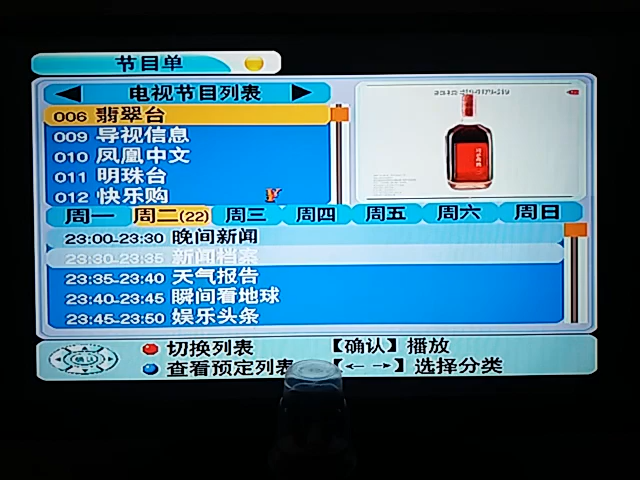 节目单
电视节目列表
006 翡翠台
009 导视信息
010 凤凰中文
011 明珠台
012 快乐购
周一 周二(22) 周三 周四 周五 周六 周日
23:00-23:30 晚间新闻
23:30-23:35 新闻档案
23:35-23:40 天气报告
23:40-23:45 瞬间看地球
23:45-23:50 娱乐头条
确认
切换列表 【确认】播放
查看预定列表 【←→】选择分类